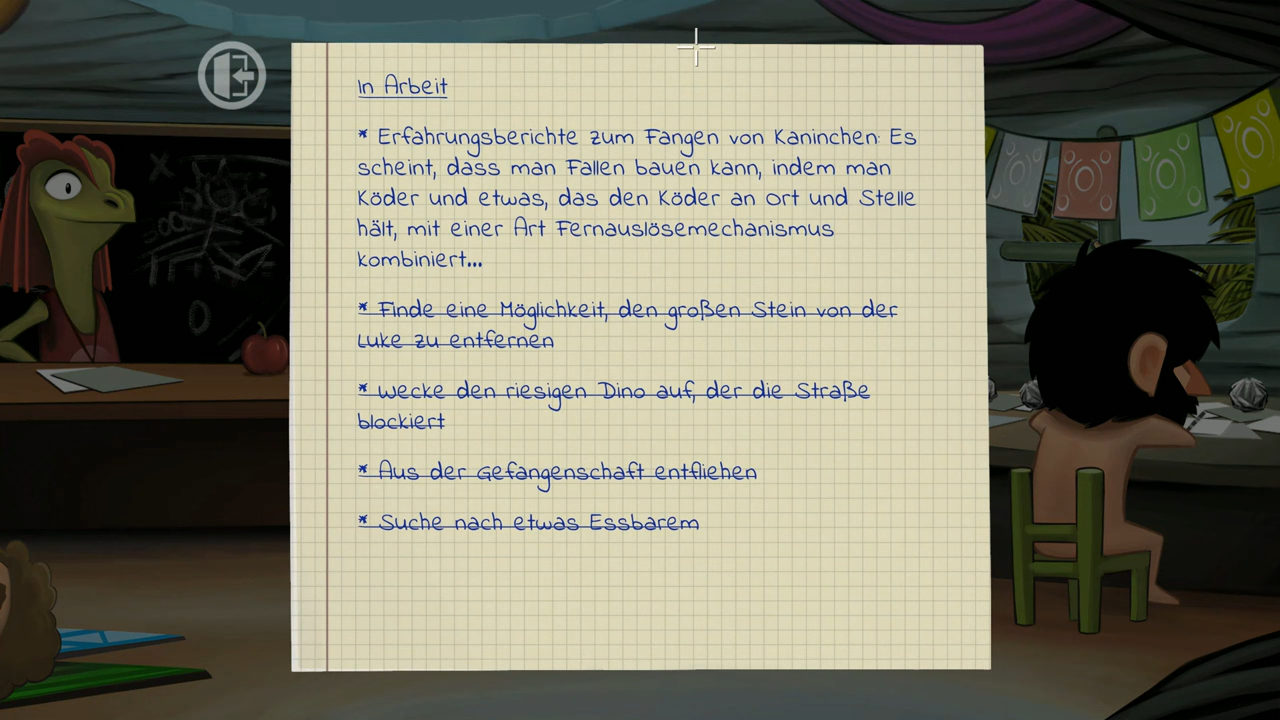 In Arbeit
* Erfahrungsberichte zum Fangen von Kaninchen: Es
scheint, dass man Fallen bauen kann, indem man
Köder und etwas, das den Köder an Ort und Stelle
hält, mit einer Art Fernauslösemechanismus
kombiniert...
* Finde eine Möglichkeit, den großen Stein von der
Luke zu entfernen
* Wecke den riesigen Dino auf, der die Straße
blockiert
* Aus der Gefangenschaft entfliehen
* Suche nach etwas Essbarem